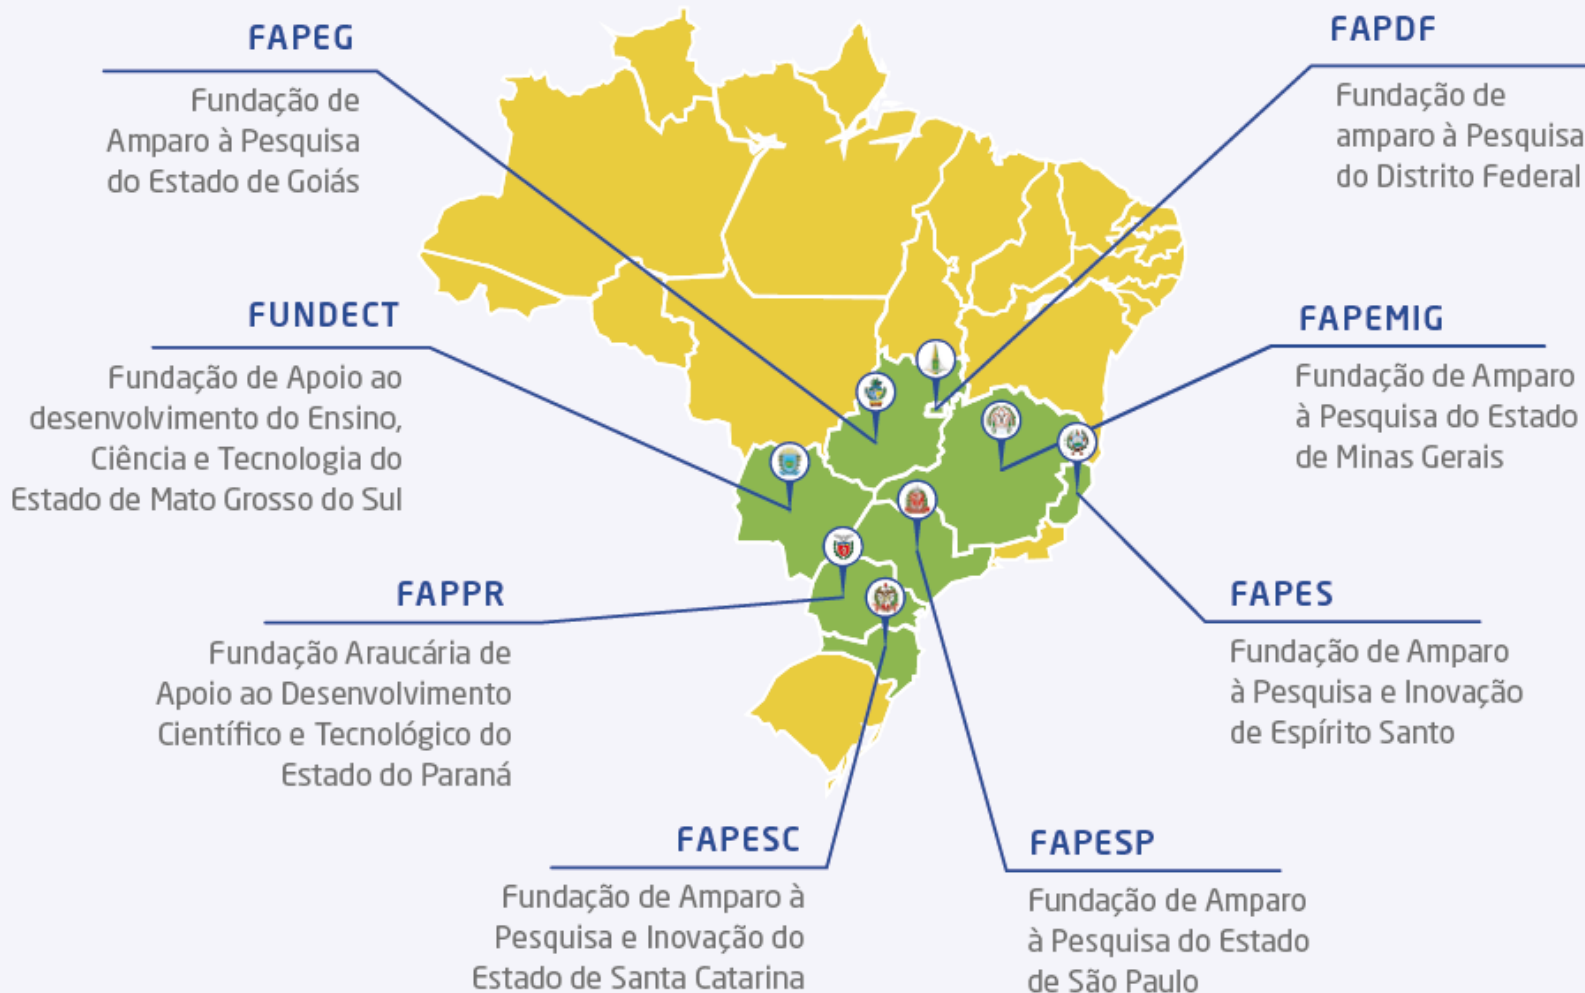 FAPEG
Fundação de
Amparo à Pesquisa
do Estado de Goiás
FAPDF
Fundação de
amparo à Pesquisa
do Distrito Federal
FUNDECT
Fundação de Apoio ao
desenvolvimento do Ensino,
Ciência e Tecnologia do
Estado de Mato Grosso do Sul
FAPEMIG
Fundação de Amparo
à Pesquisa do Estado
de Minas Gerais
FAPPR
Fundação Araucária de
Apoio ao Desenvolvimento
Científico e Tecnológico do
Estado do Paraná
FAPES
Fundação de Amparo
à Pesquisa e Inovação
de Espírito Santo
FAPESC
Fundação de Amparo à
Pesquisa e Inovação do
Estado de Santa Catarina
FAPESP
Fundação de Amparo
à Pesquisa do Estado
de São Paulo